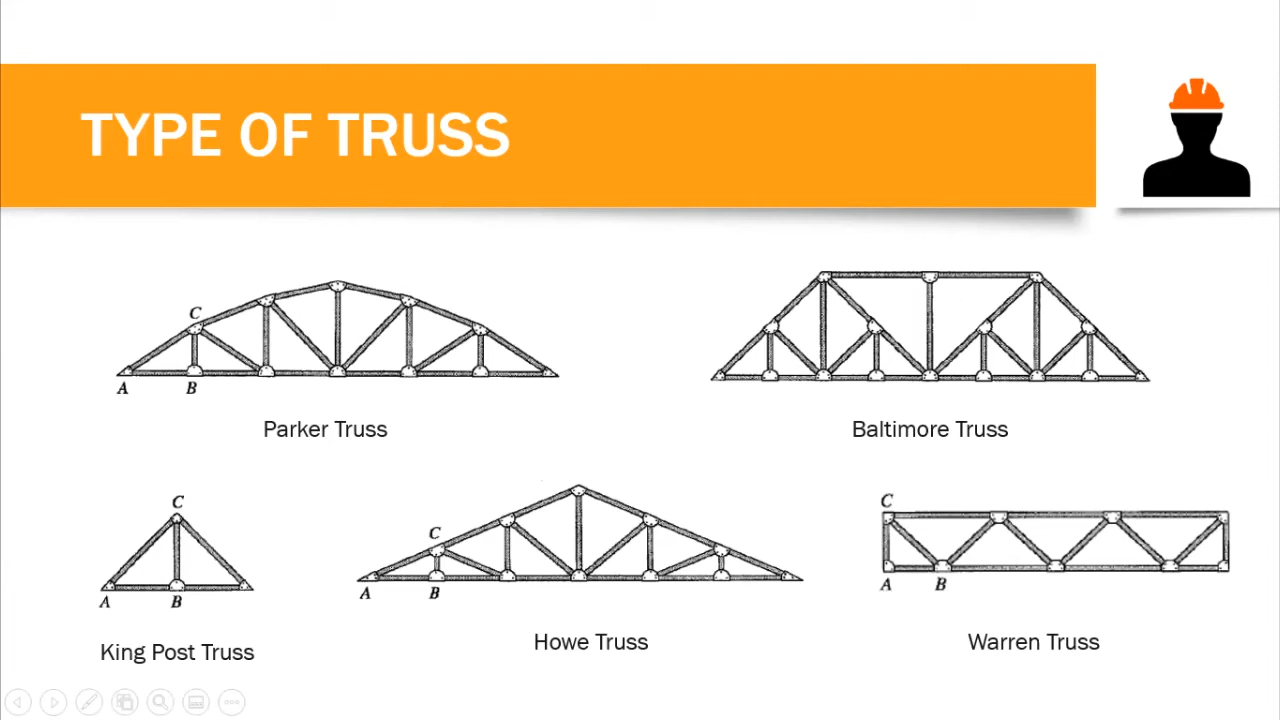 TYPE OF TRUSS
C
A B
Parker Truss
Baltimore Truss
C
A B
King Post Truss
C
A B
Howe Truss
C
A B
Warren Truss